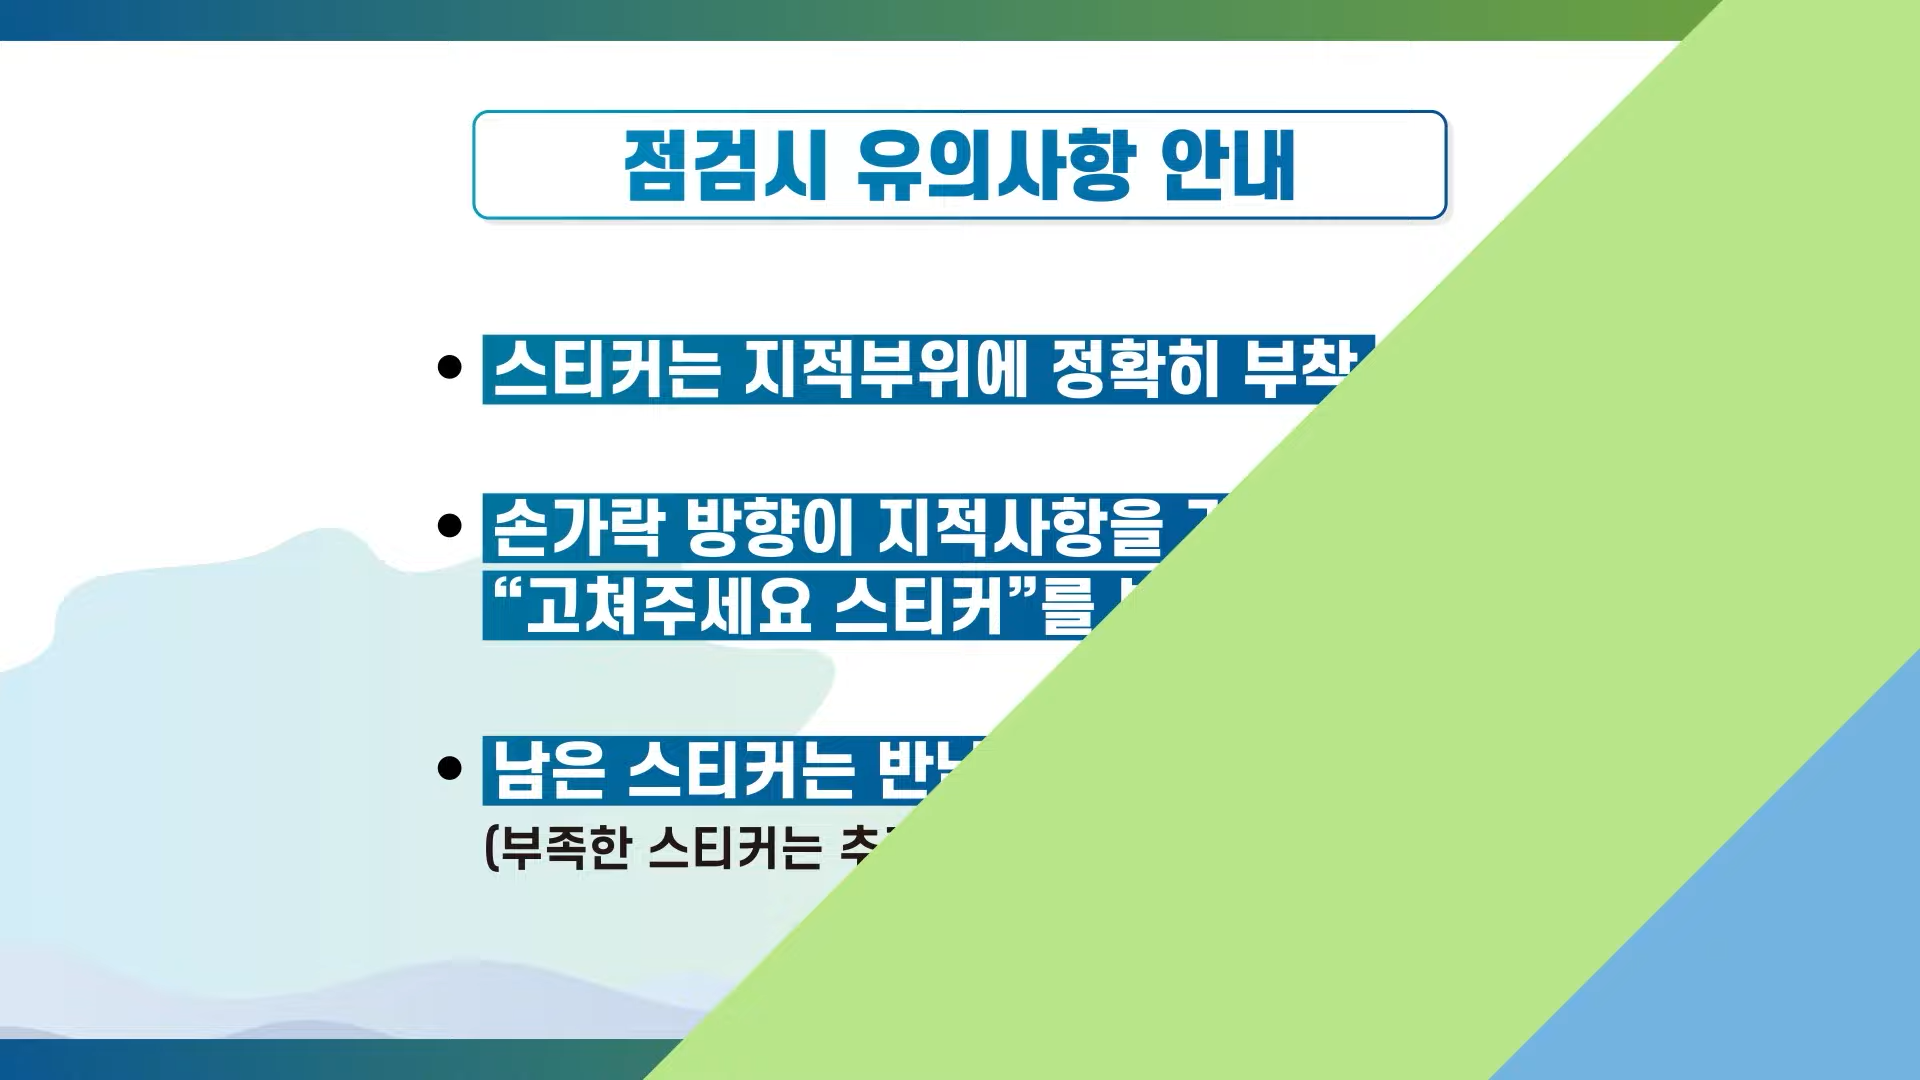 점검시 유의사항 안내
● 스티커는 지적부위에 정확히 부착
● 손가락 방향이 지적사항을
“고쳐주세요 스티커”를
● 남은 스티커는
(부족한 스티커는